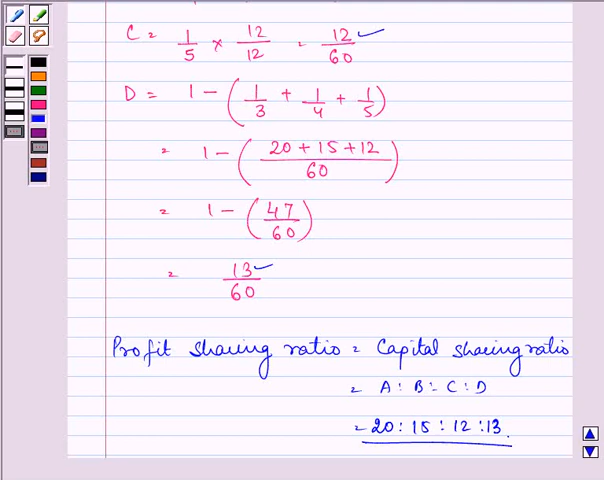 C = 1/5 × 12/12 = 12/60 ✓
D = 1 - (1/3 + 1/4 + 1/5)
= 1 - (20 + 15 + 12 / 60)
= 1 - (47/60)
= 13/60 ✓
Profit sharing ratio = Capital sharing ratio
= A : B : C : D
= 20 : 15 : 12 : 13.